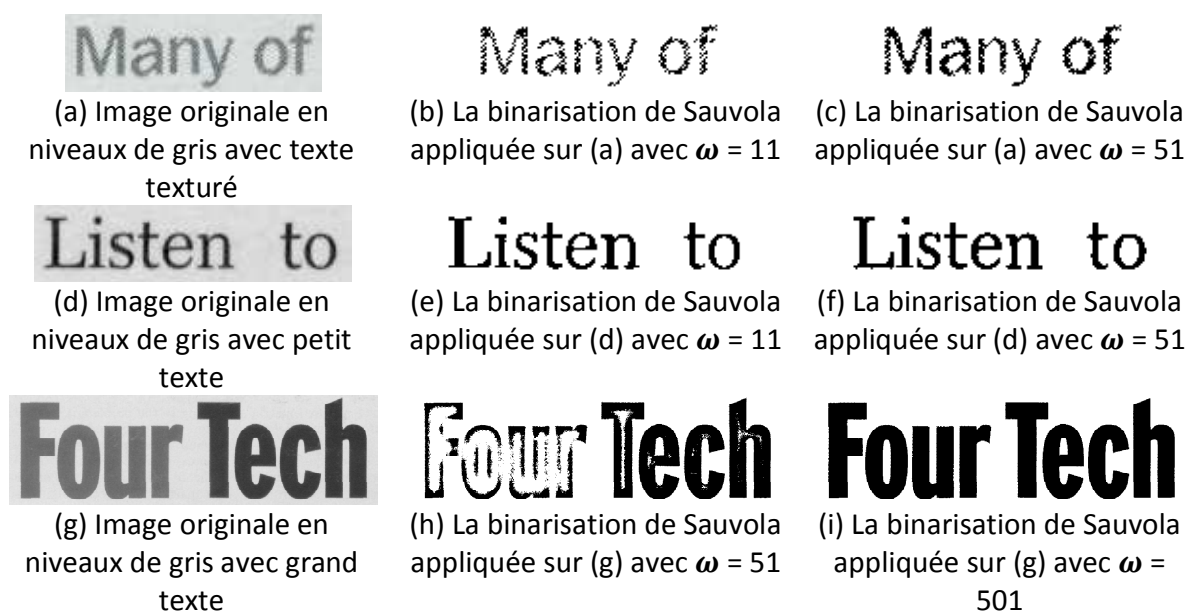 Many of
Many of
Many of
(a) Image originale en
niveaux de gris avec texte
texturé
(b) La binarisation de Sauvola
appliquée sur (a) avec 𝝎 = 11
(c) La binarisation de Sauvola
appliquée sur (a) avec 𝝎 = 51
Listen to
Listen to
Listen to
(d) Image originale en
niveaux de gris avec petit
texte
(e) La binarisation de Sauvola
appliquée sur (d) avec 𝝎 = 11
(f) La binarisation de Sauvola
appliquée sur (d) avec 𝝎 = 51
Four Tech
Four Tech
Four Tech
(g) Image originale en
niveaux de gris avec grand
texte
(h) La binarisation de Sauvola
appliquée sur (g) avec 𝝎 = 51
(i) La binarisation de Sauvola
appliquée sur (g) avec 𝝎 =
501